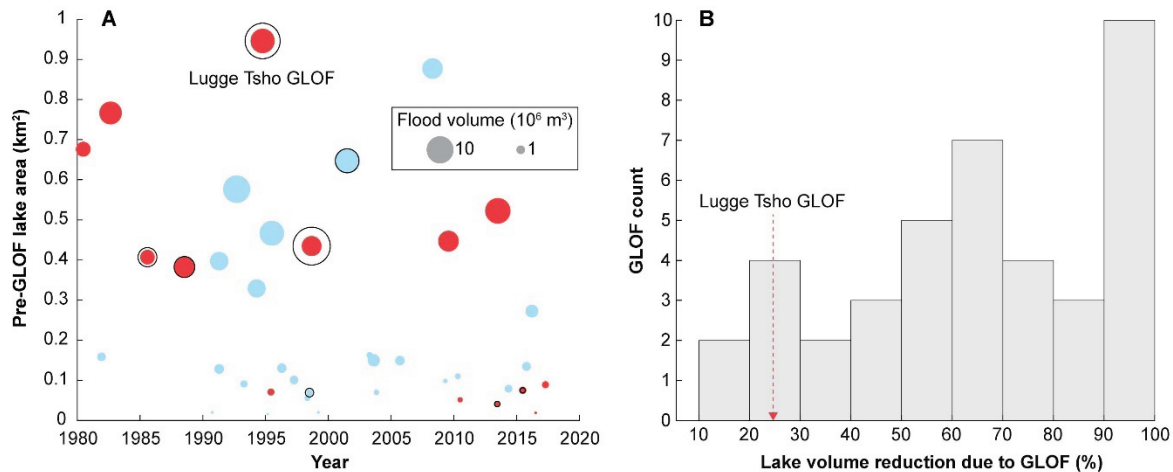 A
Pre-GLOF lake area (km²)
1
0.9
0.8
0.7
0.6
0.5
0.4
0.3
0.2
0.1
0
Lugge Tsho GLOF
Flood volume (10⁶ m³)
10 1
1980 1985 1990 1995 2000 2005 2010 2015 2020
Year
B
GLOF count
10
9
8
7
6
5
4
3
2
1
0
Lugge Tsho GLOF
10 20 30 40 50 60 70 80 90 100
Lake volume reduction due to GLOF (%)